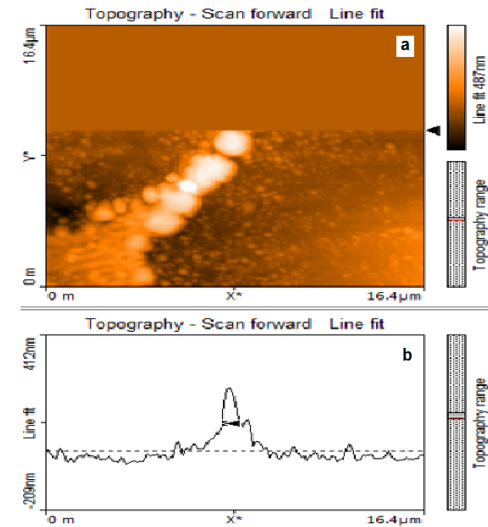 Topography - Scan forward Line fit
16.4µm
Y*
0 m
a
0 m X* 16.4µm
Line fit 487nm
Topography range
Topography - Scan forward Line fit
412nm
Line fit
-209nm
b
0 m X* 16.4µm
Topography range